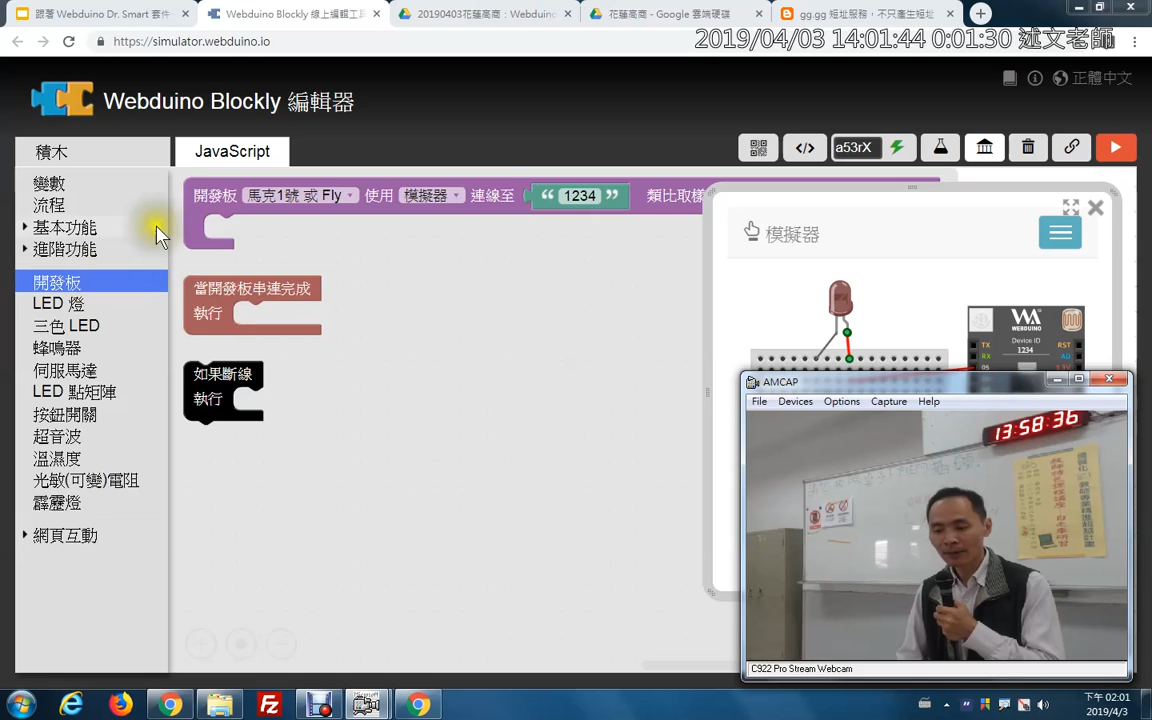 跟著 Webduino Dr. Smart 套件
Webduino Blockly 線上編輯工具
20190403花蓮高商：Webduino
花蓮高商 - Google 雲端硬碟
gg.gg 短址服務，不只產生短址
https://simulator.webduino.io
2019/04/03 14:01:44 0:01:30 述文老師
正體中文
Webduino Blockly 編輯器
積木
JavaScript
</>
a53rX
變數
流程
基本功能
進階功能
開發板
LED 燈
三色 LED
蜂鳴器
伺服馬達
LED 點矩陣
按鈕開關
超音波
溫濕度
光敏(可變)電阻
霹靂燈
網頁互動
開發板 馬克1號 或 Fly 使用 模擬器 連線至 “ 1234 ” 類比取樣
當開發板串連完成
執行
如果斷線
執行
模擬器
WEBDUINO
Device ID
1234
TX
RX
05
RST
AD
3.3V
AMCAP
File Devices Options Capture Help
13:58:36
C922 Pro Stream Webcam
下午 02:01
2019/4/3